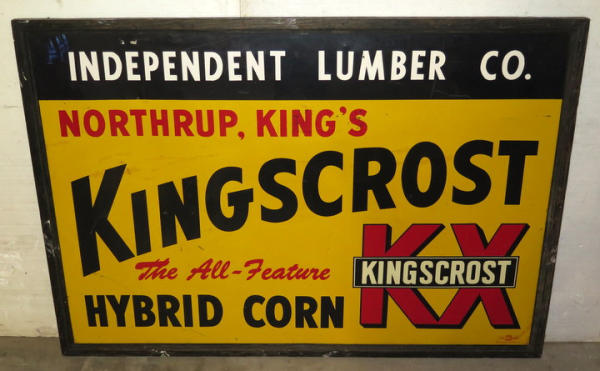 INDEPENDENT LUMBER CO.
NORTHRUP, KING'S
KINGSCROST
The All-Feature
HYBRID CORN
KX
KINGSCROST